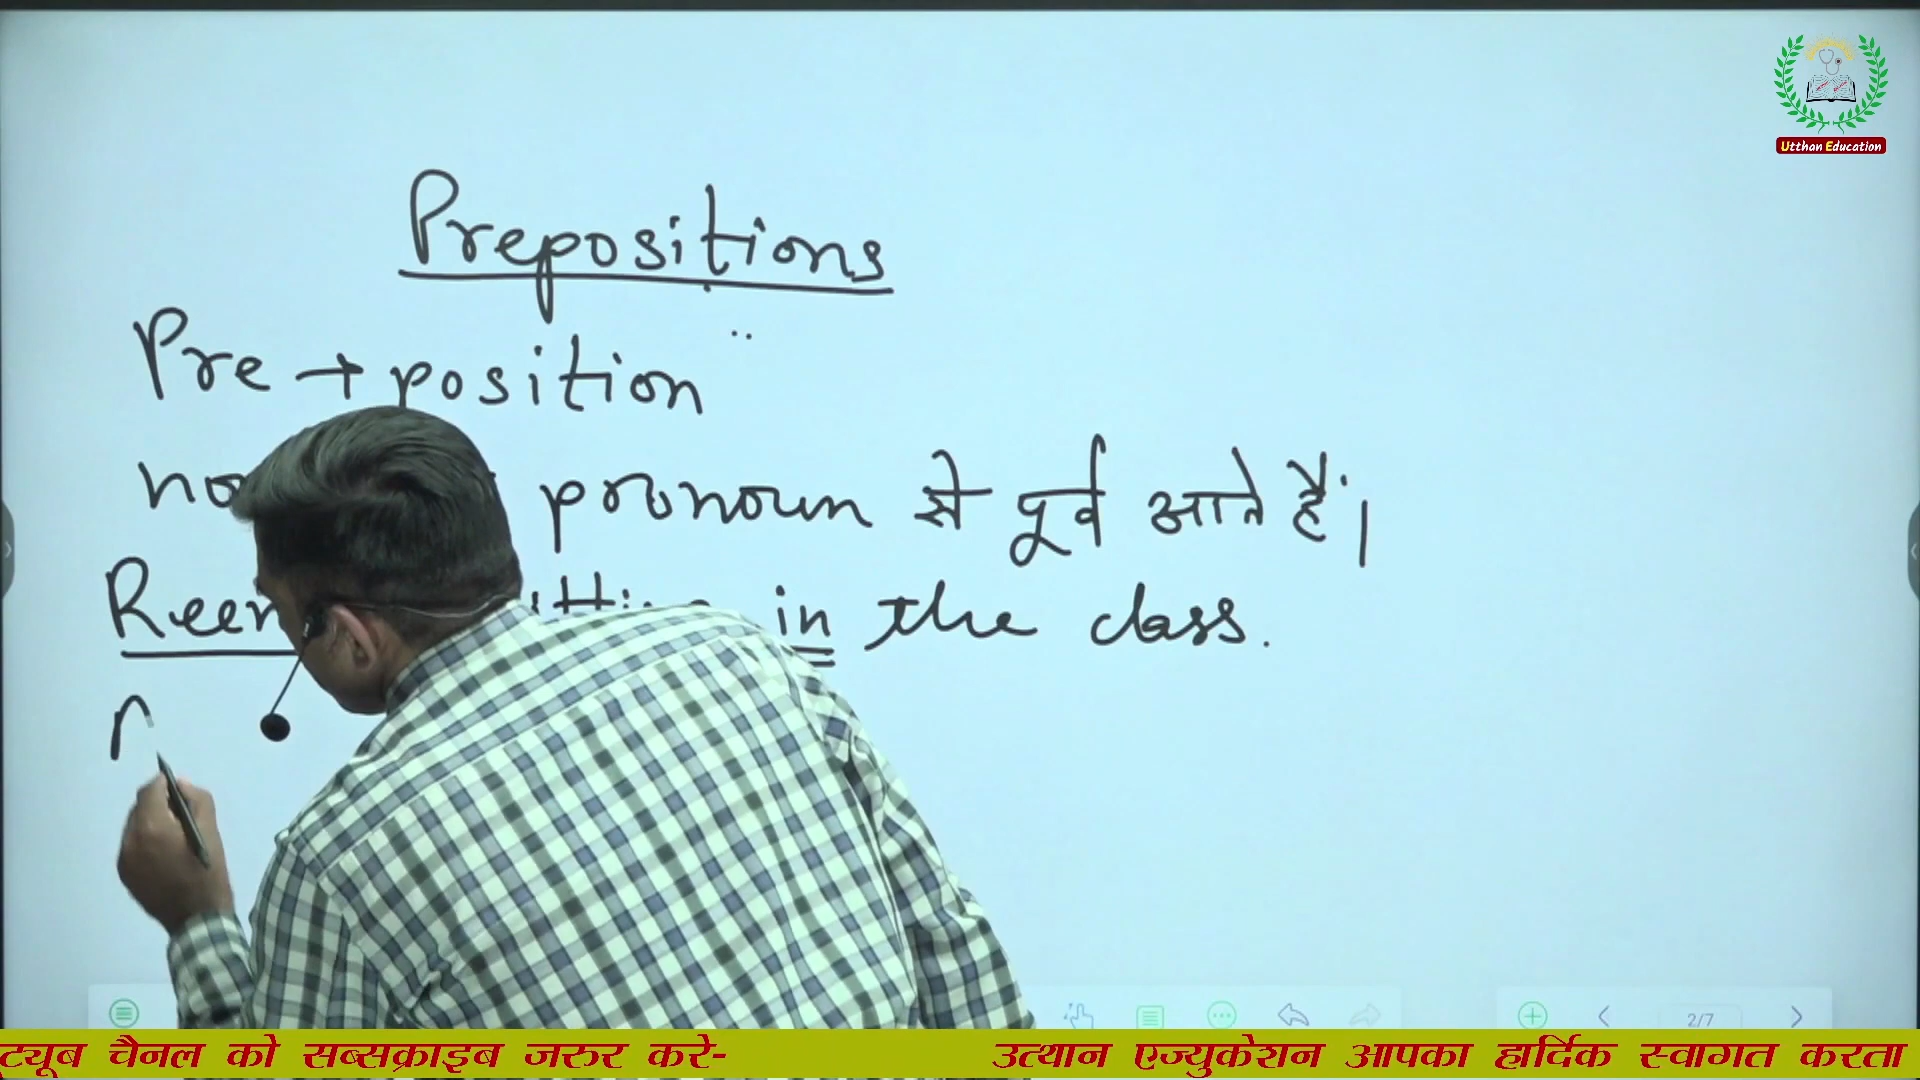 Utthan Education
Prepositions
Pre → position
pronoun से पूर्व आते हैं।
in the class.
2/7
ट्यूब चैनल को सब्सक्राइब जरुर करे- उत्थान एज्युकेशन आपका हार्दिक स्वागत करता